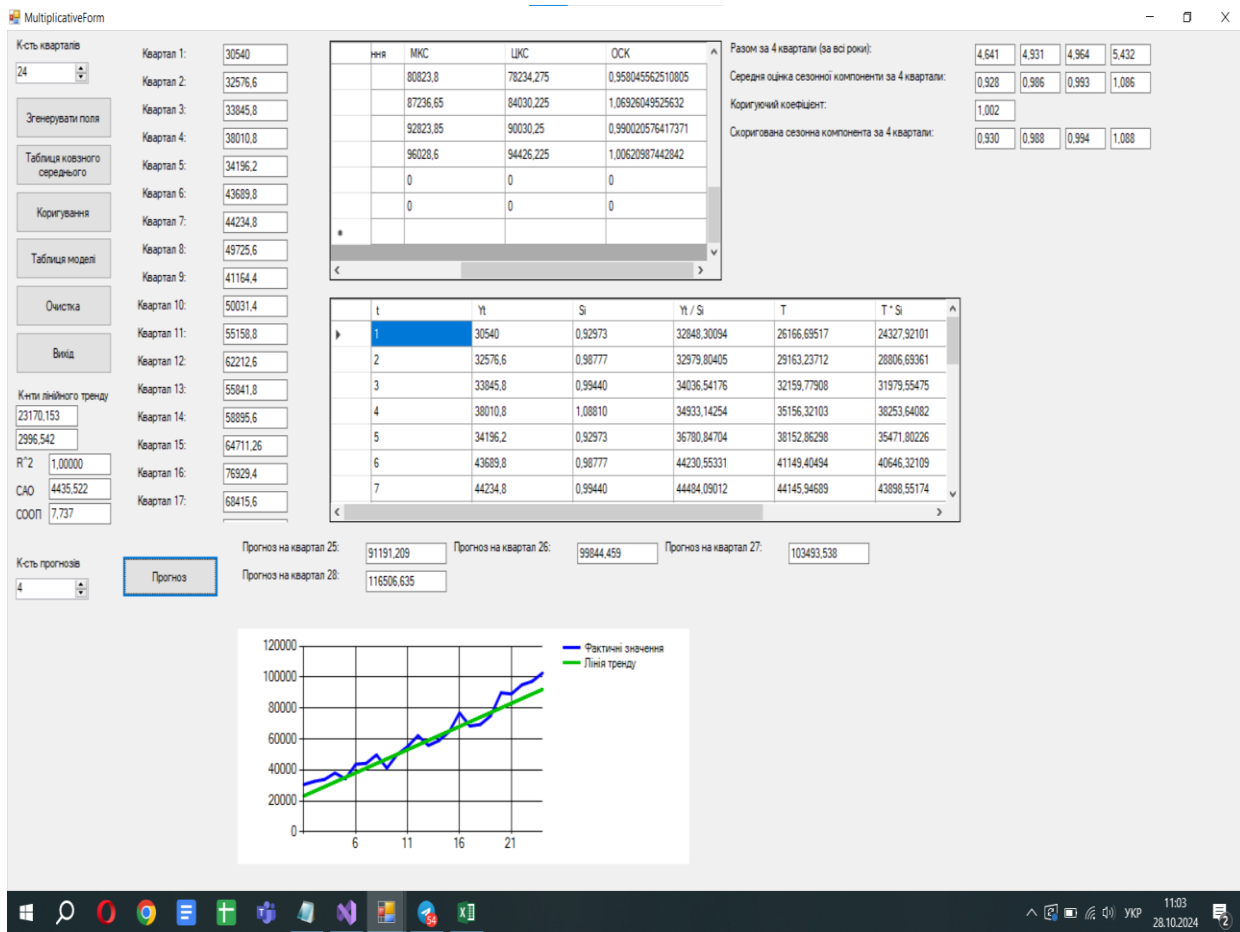 MultiplicativeForm
К-сть кварталів
24
Згенерувати поля
Таблиця ковзного
середнього
Коригування
Таблиця моделі
Очистка
Вихід
К-нти лінійного тренду
23170,153
2996,542
R^2 1,00000
САО 4435,522
СООП 7,737
Квартал 1: 30540
Квартал 2: 32576,6
Квартал 3: 33845,8
Квартал 4: 38010,8
Квартал 5: 34196,2
Квартал 6: 43689,8
Квартал 7: 44234,8
Квартал 8: 49725,6
Квартал 9: 41164,4
Квартал 10: 50031,4
Квартал 11: 55158,8
Квартал 12: 62212,6
Квартал 13: 55841,8
Квартал 14: 58895,6
Квартал 15: 64711,26
Квартал 16: 76929,4
Квартал 17: 68415,6
ння МКС ЦКС ОСК
80823,8 78234,275 0,958045562510805
87236,65 84030,225 1,06926049525632
92823,85 90030,25 0,990020576417371
96028,6 94426,225 1,00620987442842
0 0 0
0 0 0
*
Разом за 4 квартали (за всі роки): 4,641 4,931 4,964 5,432
Середня оцінка сезонної компоненти за 4 квартали: 0,928 0,986 0,993 1,086
Коригуючий коефіцієнт: 1,002
Скоригована сезонна компонента за 4 квартали: 0,930 0,988 0,994 1,088
t Yt Si Yt / Si T T * Si
1 30540 0,92973 32848,30094 26166,69517 24327,92101
2 32576,6 0,98777 32979,80405 29163,23712 28806,69361
3 33845,8 0,99440 34036,54176 32159,77908 31979,55475
4 38010,8 1,08810 34933,14254 35156,32103 38253,64082
5 34196,2 0,92973 36780,84704 38152,86298 35471,80226
6 43689,8 0,98777 44230,55331 41149,40494 40646,32109
7 44234,8 0,99440 44484,09012 44145,94689 43898,55174
К-сть прогнозів
4
Прогноз
Прогноз на квартал 25: 91191,209 Прогноз на квартал 26: 99844,459 Прогноз на квартал 27: 103493,538
Прогноз на квартал 28: 116506,635
120000
100000
80000
60000
40000
20000
0
6 11 16 21
Фактичні значення
Лінія тренду
54
УКР
11:03
28.10.2024
2